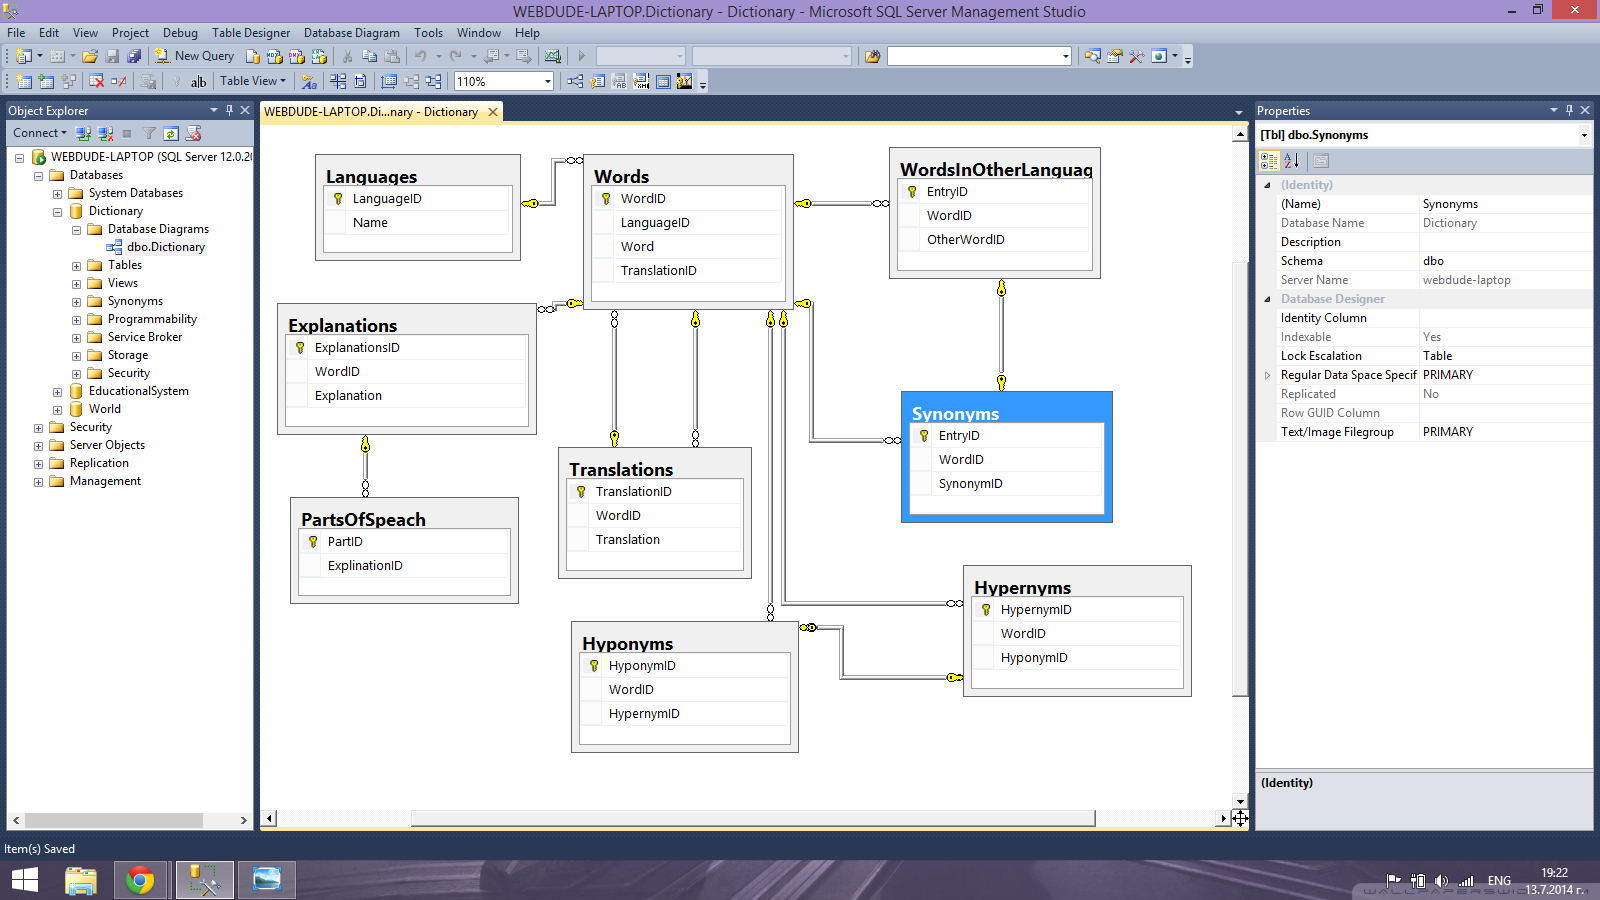 WEBDUDE-LAPTOP.Dictionary - Dictionary - Microsoft SQL Server Management Studio
File Edit View Project Debug Table Designer Database Diagram Tools Window Help
New Query
Table View 110%
Object Explorer
Connect
WEBDUDE-LAPTOP (SQL Server 12.0.20
Databases
System Databases
Dictionary
Database Diagrams
dbo.Dictionary
Tables
Views
Synonyms
Programmability
Service Broker
Storage
Security
EducationalSystem
World
Security
Server Objects
Replication
Management
WEBDUDE-LAPTOP.Di...nary - Dictionary
Languages
LanguageID
Name
Words
WordID
LanguageID
Word
TranslationID
WordsInOtherLanguag
EntryID
WordID
OtherWordID
Explanations
ExplanationsID
WordID
Explanation
Synonyms
EntryID
WordID
SynonymID
Translations
TranslationID
WordID
Translation
PartsOfSpeach
PartID
ExplinationID
Hypernyms
HypernymID
WordID
HyponymID
Hyponyms
HyponymID
WordID
HypernymID
Properties
[Tbl] dbo.Synonyms
(Identity)
(Name) Synonyms
Database Name Dictionary
Description
Schema dbo
Server Name webdude-laptop
Database Designer
Identity Column
Indexable Yes
Lock Escalation Table
Regular Data Space Specif PRIMARY
Replicated No
Row GUID Column
Text/Image Filegroup PRIMARY
(Identity)
Item(s) Saved
ENG
19:22
13.7.2014 г.